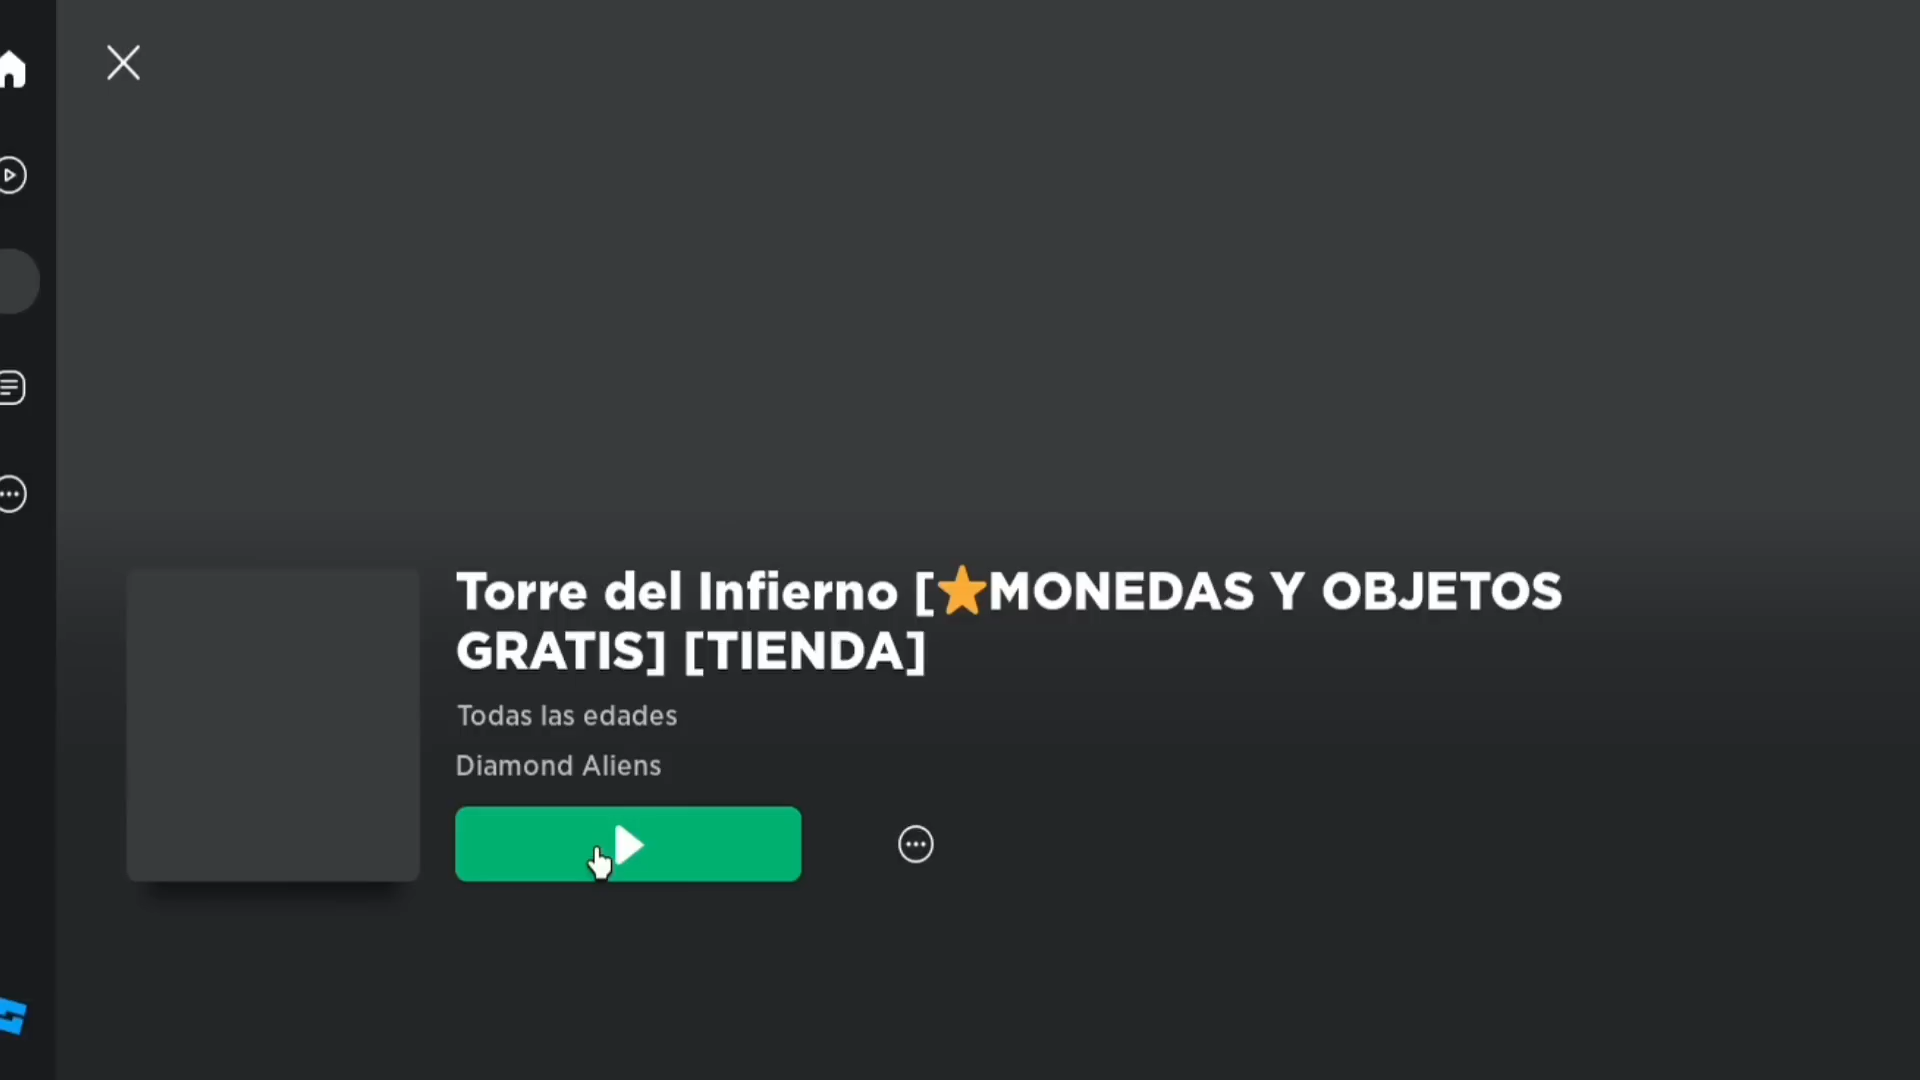 Torre del Infierno [⭐MONEDAS Y OBJETOS
GRATIS] [TIENDA]
Todas las edades
Diamond Aliens